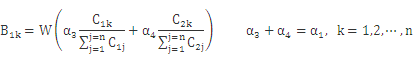 B₁ₖ = W ( α₃ C₁ₖ / ∑ⱼ₌₁ʲ⁼ⁿ C₁ⱼ + α₄ C₂ₖ / ∑ⱼ₌₁ʲ⁼ⁿ C₂ⱼ )    α₃ + α₄ = α₁, k = 1,2,⋯,n